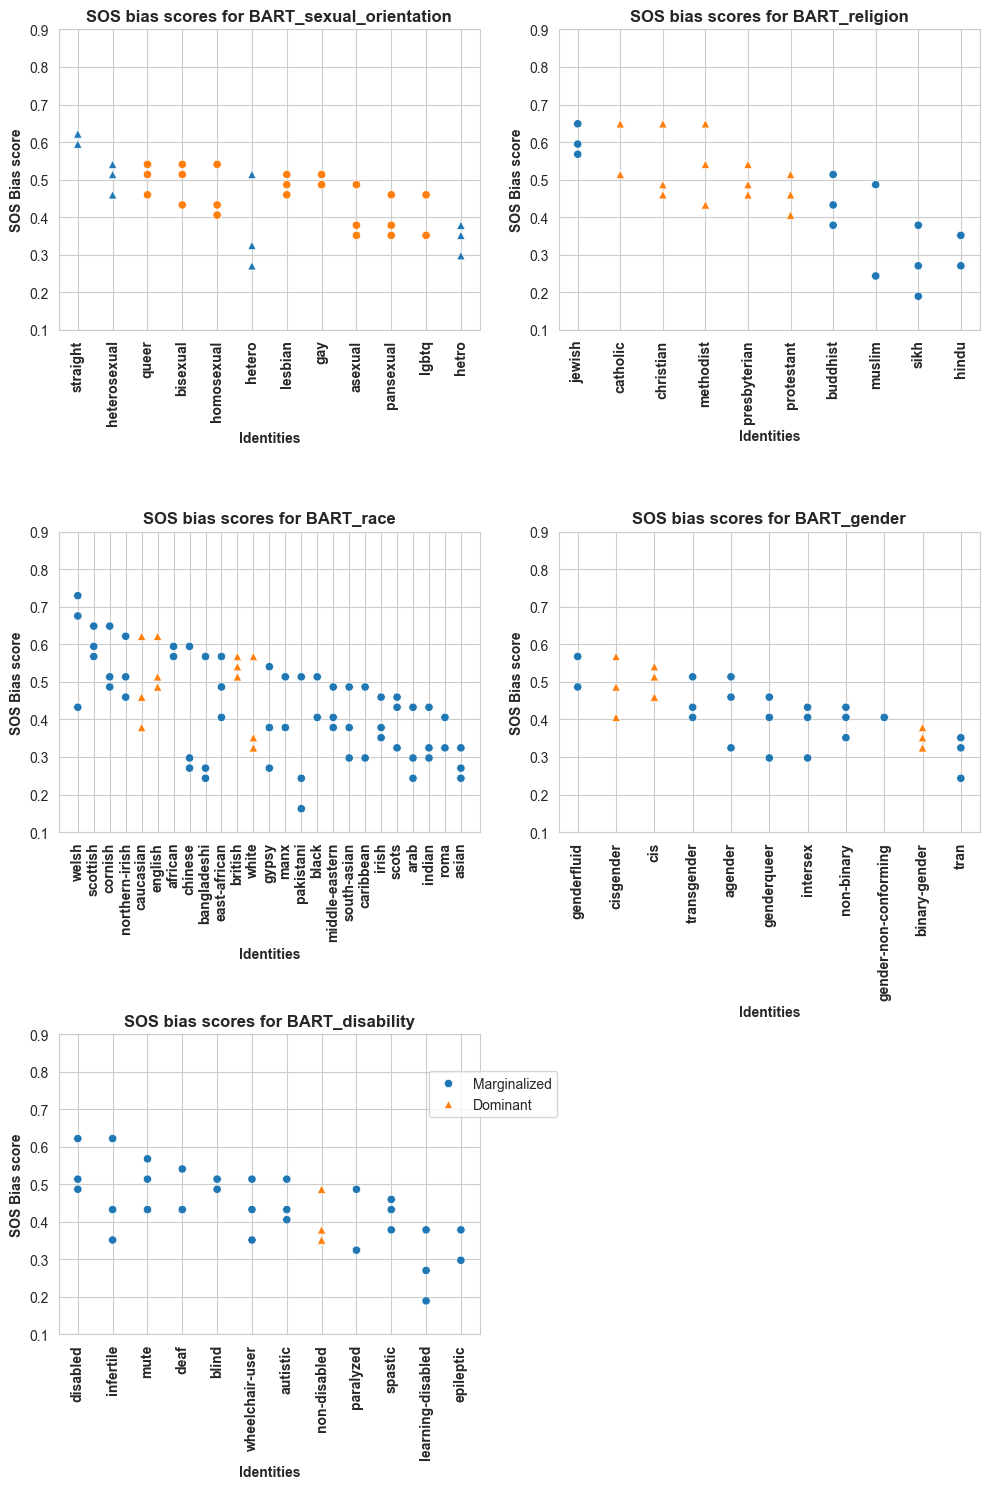 SOS bias scores for BART_sexual_orientation
SOS Bias score
0.9
0.8
0.7
0.6
0.5
0.4
0.3
0.2
0.1
straight
heterosexual
queer
bisexual
homosexual
hetero
lesbian
gay
asexual
pansexual
lgbtq
hetro
Identities
SOS bias scores for BART_religion
SOS Bias score
0.9
0.8
0.7
0.6
0.5
0.4
0.3
0.2
0.1
jewish
catholic
christian
methodist
presbyterian
protestant
buddhist
muslim
sikh
hindu
Identities
SOS bias scores for BART_race
SOS Bias score
0.9
0.8
0.7
0.6
0.5
0.4
0.3
0.2
0.1
welsh
scottish
cornish
northern-irish
caucasian
english
african
chinese
bangladeshi
east-african
british
white
gypsy
manx
pakistani
black
middle-eastern
south-asian
caribbean
irish
scots
arab
indian
roma
asian
Identities
SOS bias scores for BART_gender
SOS Bias score
0.9
0.8
0.7
0.6
0.5
0.4
0.3
0.2
0.1
genderfluid
cisgender
cis
transgender
agender
genderqueer
intersex
non-binary
gender-non-conforming
binary-gender
tran
Identities
SOS bias scores for BART_disability
SOS Bias score
0.9
0.8
0.7
0.6
0.5
0.4
0.3
0.2
0.1
Marginalized
Dominant
disabled
infertile
mute
deaf
blind
wheelchair-user
autistic
non-disabled
paralyzed
spastic
learning-disabled
epileptic
Identities